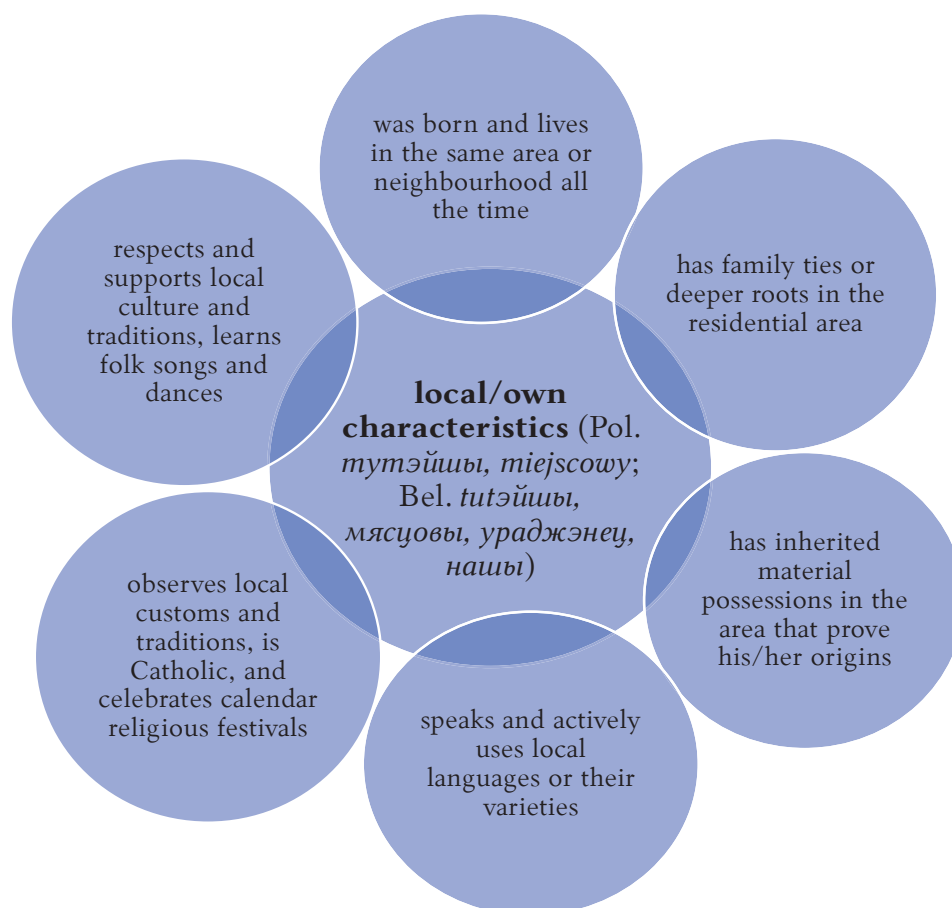 was born and lives
in the same area or
neighbourhood all
the time
has family ties or
deeper roots in the
residential area
has inherited
material
possessions in the
area that prove
his/her origins
speaks and actively
uses local
languages or their
varieties
observes local
customs and
traditions, is
Catholic, and
celebrates calendar
religious festivals
respects and
supports local
culture and
traditions, learns
folk songs and
dances
local/own
characteristics (Pol.
тутэйшы, miejscowy;
Bel. tutэйшы,
мясцовы, ураджэнец,
нашы)